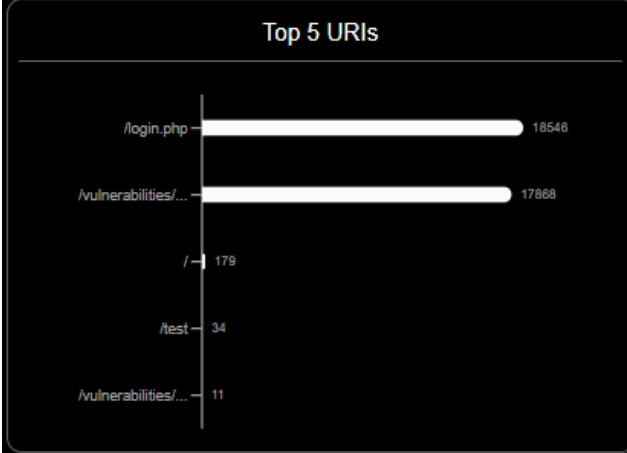 Top 5 URIs
/login.php 18546
/vulnerabilities/... 17868
/ 179
/test 34
/vulnerabilities/... 11